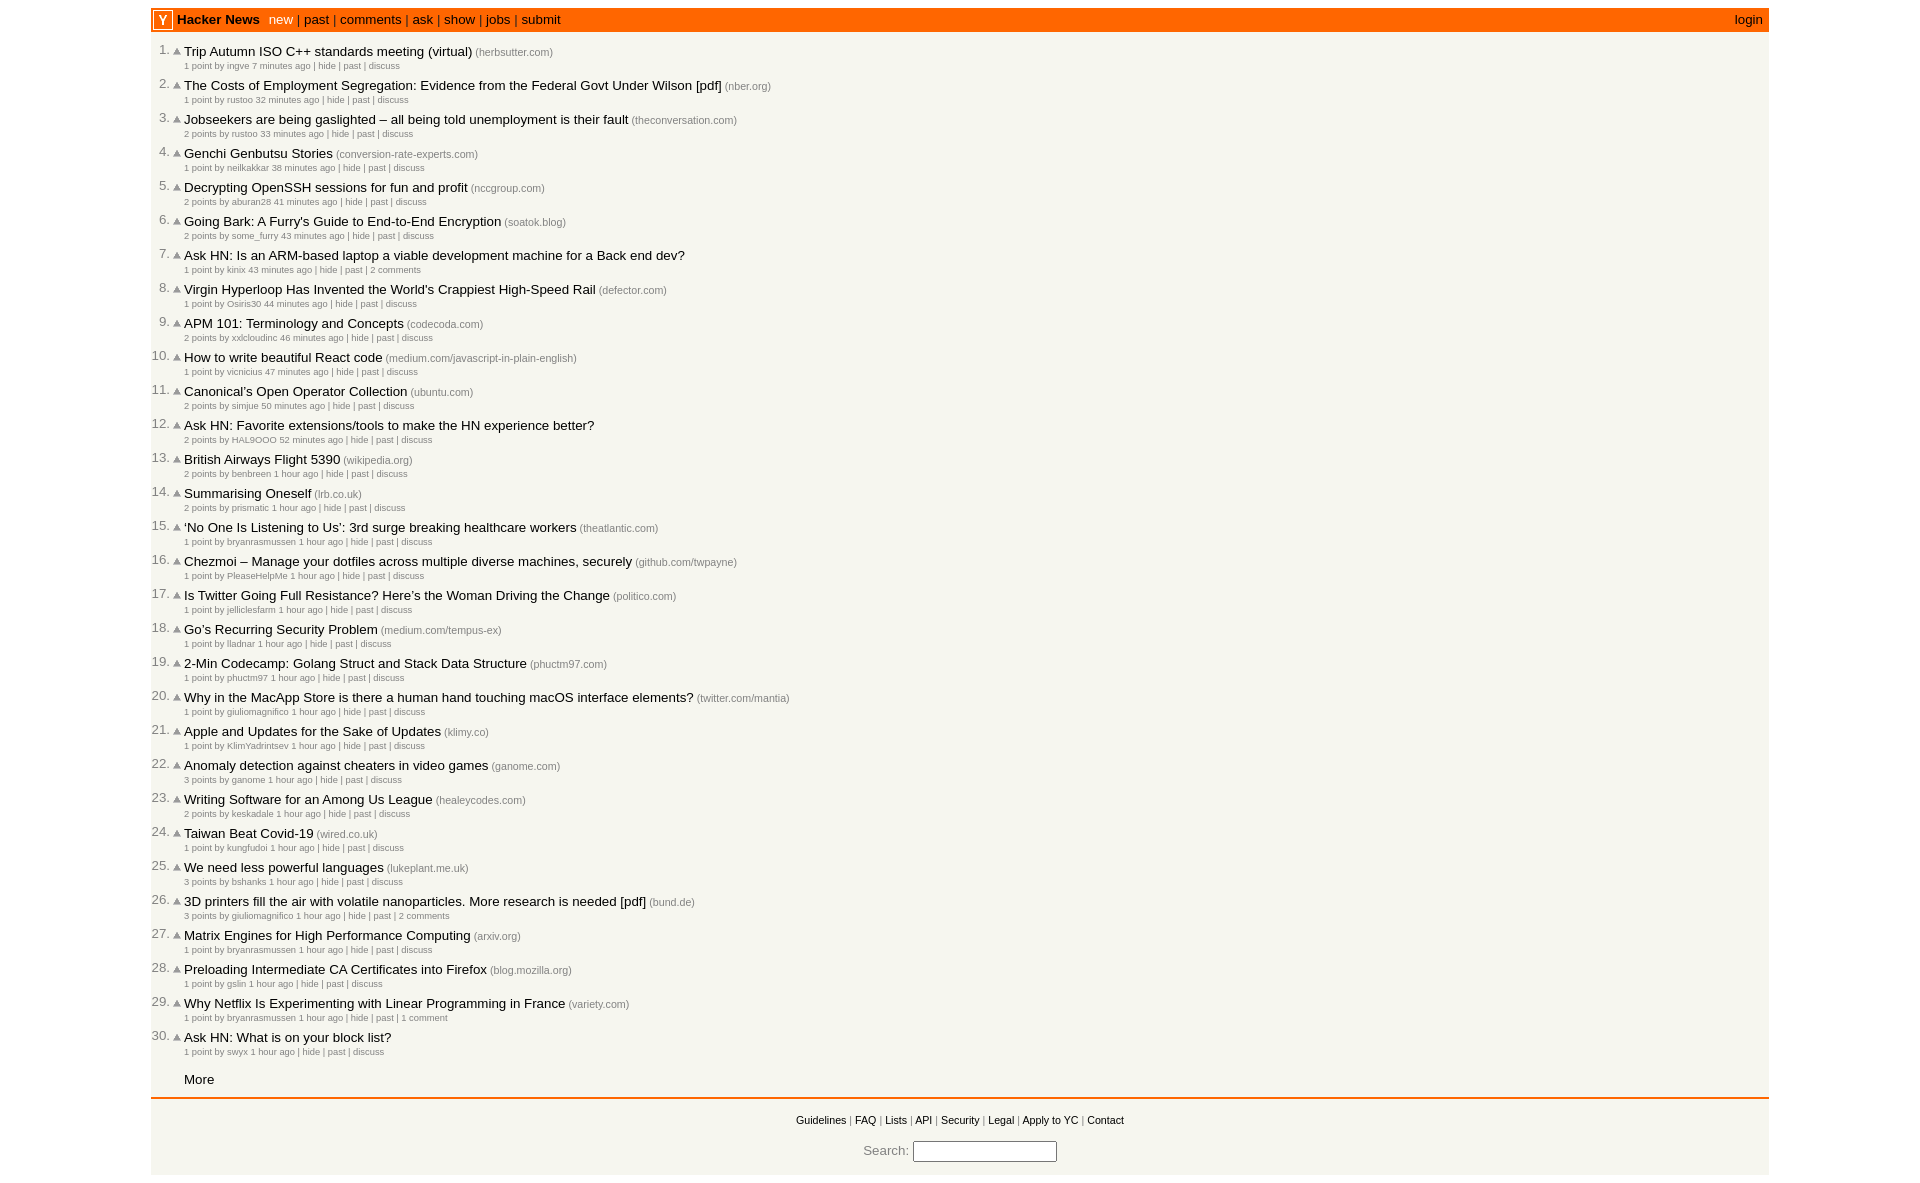 Y Hacker News new | past | comments | ask | show | jobs | submit login
1. Trip Autumn ISO C++ standards meeting (virtual) (herbsutter.com)
1 point by ingve 7 minutes ago | hide | past | discuss
2. The Costs of Employment Segregation: Evidence from the Federal Govt Under Wilson [pdf] (nber.org)
1 point by rustoo 32 minutes ago | hide | past | discuss
3. Jobseekers are being gaslighted – all being told unemployment is their fault (theconversation.com)
2 points by rustoo 33 minutes ago | hide | past | discuss
4. Genchi Genbutsu Stories (conversion-rate-experts.com)
1 point by neilkakkar 38 minutes ago | hide | past | discuss
5. Decrypting OpenSSH sessions for fun and profit (nccgroup.com)
2 points by aburan28 41 minutes ago | hide | past | discuss
6. Going Bark: A Furry's Guide to End-to-End Encryption (soatok.blog)
2 points by some_furry 43 minutes ago | hide | past | discuss
7. Ask HN: Is an ARM-based laptop a viable development machine for a Back end dev?
1 point by kinix 43 minutes ago | hide | past | 2 comments
8. Virgin Hyperloop Has Invented the World's Crappiest High-Speed Rail (defector.com)
1 point by Osiris30 44 minutes ago | hide | past | discuss
9. APM 101: Terminology and Concepts (codecoda.com)
2 points by xxlcloudinc 46 minutes ago | hide | past | discuss
10. How to write beautiful React code (medium.com/javascript-in-plain-english)
1 point by vicnicius 47 minutes ago | hide | past | discuss
11. Canonical’s Open Operator Collection (ubuntu.com)
2 points by simjue 50 minutes ago | hide | past | discuss
12. Ask HN: Favorite extensions/tools to make the HN experience better?
2 points by HAL9OOO 52 minutes ago | hide | past | discuss
13. British Airways Flight 5390 (wikipedia.org)
2 points by benbreen 1 hour ago | hide | past | discuss
14. Summarising Oneself (lrb.co.uk)
2 points by prismatic 1 hour ago | hide | past | discuss
15. ‘No One Is Listening to Us’: 3rd surge breaking healthcare workers (theatlantic.com)
1 point by bryanrasmussen 1 hour ago | hide | past | discuss
16. Chezmoi – Manage your dotfiles across multiple diverse machines, securely (github.com/twpayne)
1 point by PleaseHelpMe 1 hour ago | hide | past | discuss
17. Is Twitter Going Full Resistance? Here’s the Woman Driving the Change (politico.com)
1 point by jelliclesfarm 1 hour ago | hide | past | discuss
18. Go’s Recurring Security Problem (medium.com/tempus-ex)
1 point by lladnar 1 hour ago | hide | past | discuss
19. 2-Min Codecamp: Golang Struct and Stack Data Structure (phuctm97.com)
1 point by phuctm97 1 hour ago | hide | past | discuss
20. Why in the MacApp Store is there a human hand touching macOS interface elements? (twitter.com/mantia)
1 point by giuliomagnifico 1 hour ago | hide | past | discuss
21. Apple and Updates for the Sake of Updates (klimy.co)
1 point by KlimYadrintsev 1 hour ago | hide | past | discuss
22. Anomaly detection against cheaters in video games (ganome.com)
3 points by ganome 1 hour ago | hide | past | discuss
23. Writing Software for an Among Us League (healeycodes.com)
2 points by keskadale 1 hour ago | hide | past | discuss
24. Taiwan Beat Covid-19 (wired.co.uk)
1 point by kungfudoi 1 hour ago | hide | past | discuss
25. We need less powerful languages (lukeplant.me.uk)
3 points by bshanks 1 hour ago | hide | past | discuss
26. 3D printers fill the air with volatile nanoparticles. More research is needed [pdf] (bund.de)
3 points by giuliomagnifico 1 hour ago | hide | past | 2 comments
27. Matrix Engines for High Performance Computing (arxiv.org)
1 point by bryanrasmussen 1 hour ago | hide | past | discuss
28. Preloading Intermediate CA Certificates into Firefox (blog.mozilla.org)
1 point by gslin 1 hour ago | hide | past | discuss
29. Why Netflix Is Experimenting with Linear Programming in France (variety.com)
1 point by bryanrasmussen 1 hour ago | hide | past | 1 comment
30. Ask HN: What is on your block list?
1 point by swyx 1 hour ago | hide | past | discuss
More
Guidelines | FAQ | Lists | API | Security | Legal | Apply to YC | Contact
Search: